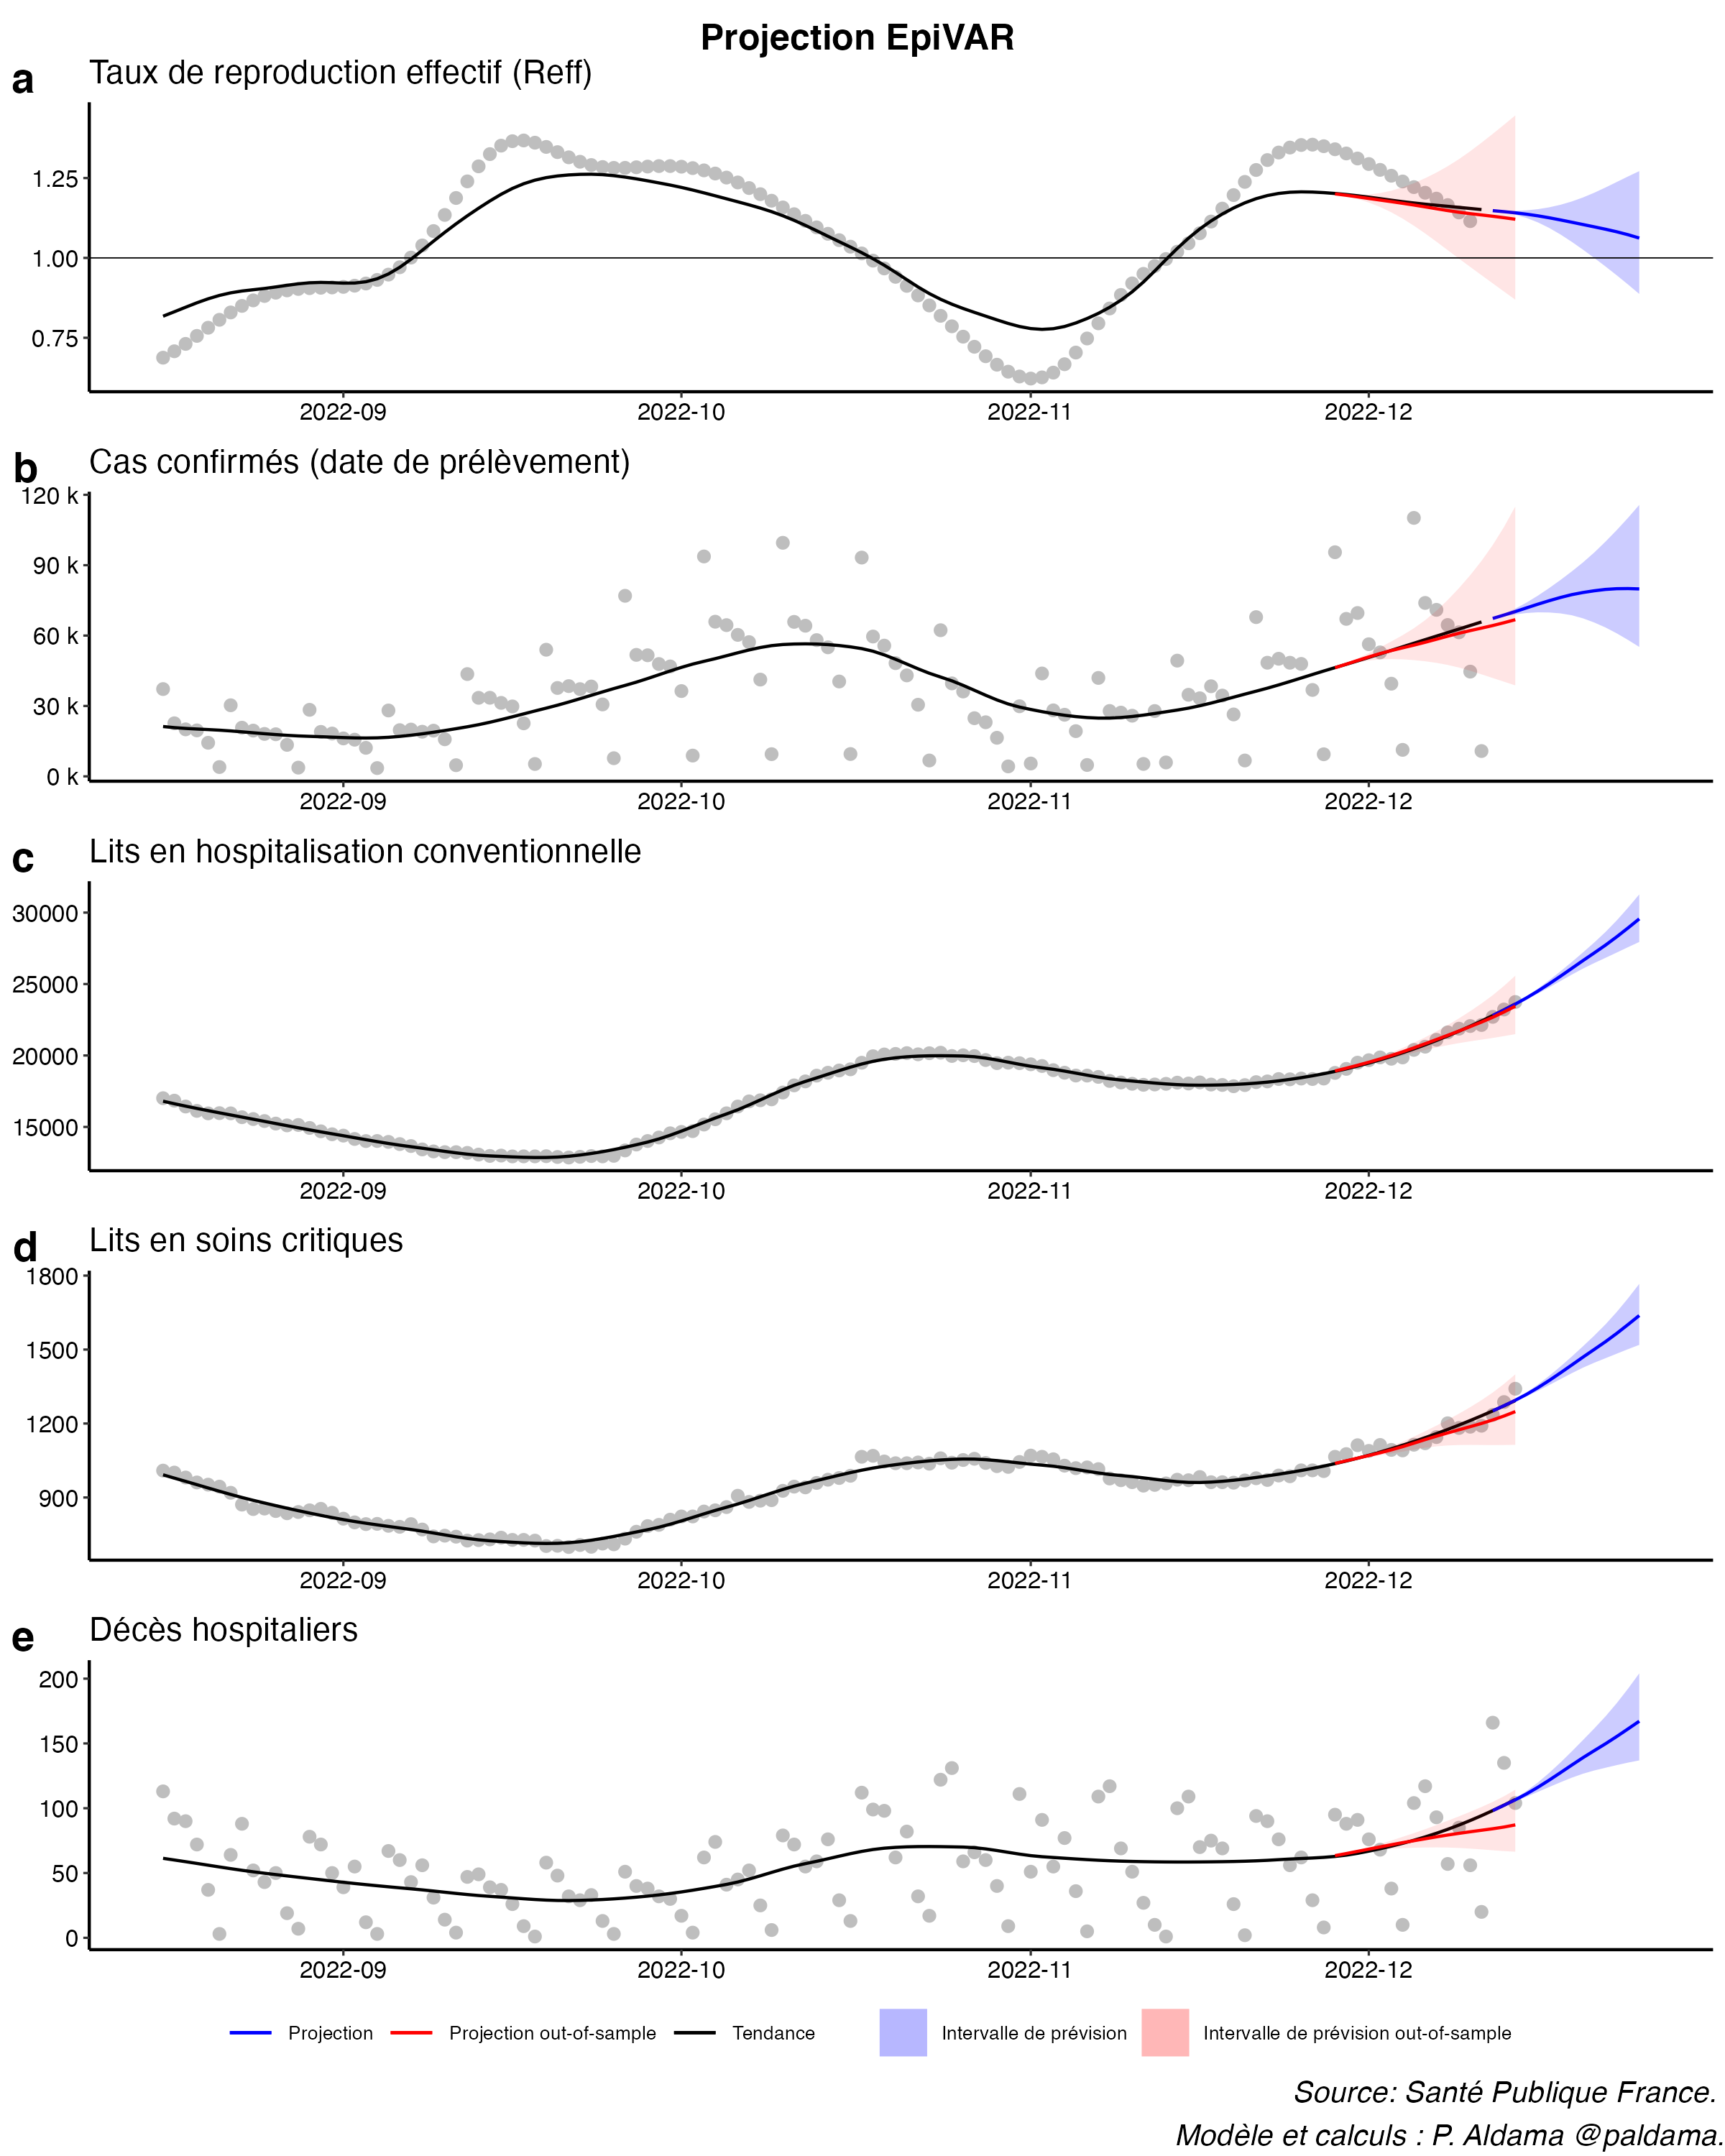 Projection EpiVAR
a
Taux de reproduction effectif (Reff)
1.25
1.00
0.75
2022-09 2022-10 2022-11 2022-12
b
Cas confirmés (date de prélèvement)
120 k
90 k
60 k
30 k
0 k
2022-09 2022-10 2022-11 2022-12
c
Lits en hospitalisation conventionnelle
30000
25000
20000
15000
2022-09 2022-10 2022-11 2022-12
d
Lits en soins critiques
1800
1500
1200
900
2022-09 2022-10 2022-11 2022-12
e
Décès hospitaliers
200
150
100
50
0
2022-09 2022-10 2022-11 2022-12
Projection Projection out-of-sample Tendance Intervalle de prévision Intervalle de prévision out-of-sample
Source: Santé Publique France.
Modèle et calculs : P. Aldama @paldama.